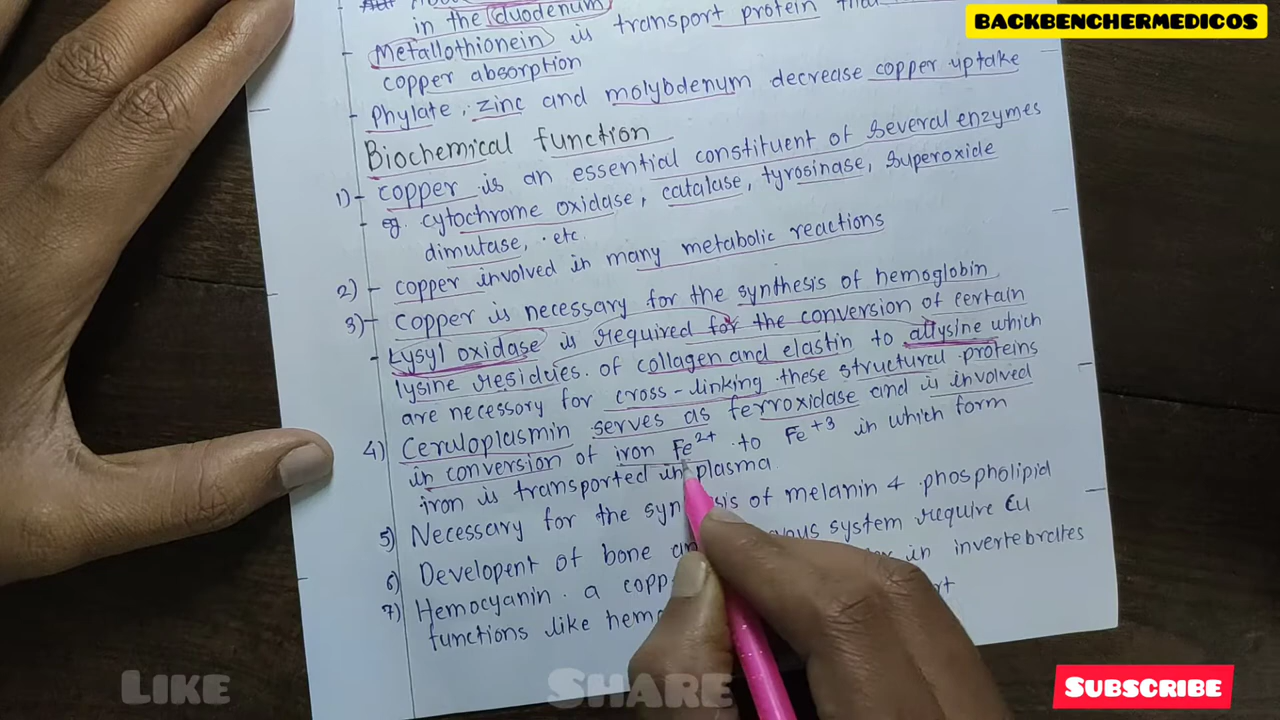 BACKBENCHERMEDICOS
in the duodenum
- Metallothionein is transport protein that
copper absorption
- Phylate, zinc and molybdenum decrease copper uptake
Biochemical function
1) - copper is an essential constituent of several enzymes
- eg. cytochrome oxidase, catalase, tyrosinase, superoxide
dimutase, etc.
2) - copper involved in many metabolic reactions
3) - Copper is necessary for the synthesis of hemoglobin
- Lysyl oxidase is required for the conversion of certain
lysine residues of collagen and elastin to allysine which
are necessory for cross-linking these structural proteins
4) Ceruloplasmin serves as ferroxidase and is involved
in conversion of iron Fe2+ to Fe+3 in which form
iron is transported in plasma.
5) Necessary for the syn sis of melanin & phospholipid
6) Developent of bone an vous system require Cu
7) Hemocyanin a copp in invertebrates
functions like hem
LIKE
SHARE
SUBSCRIBE